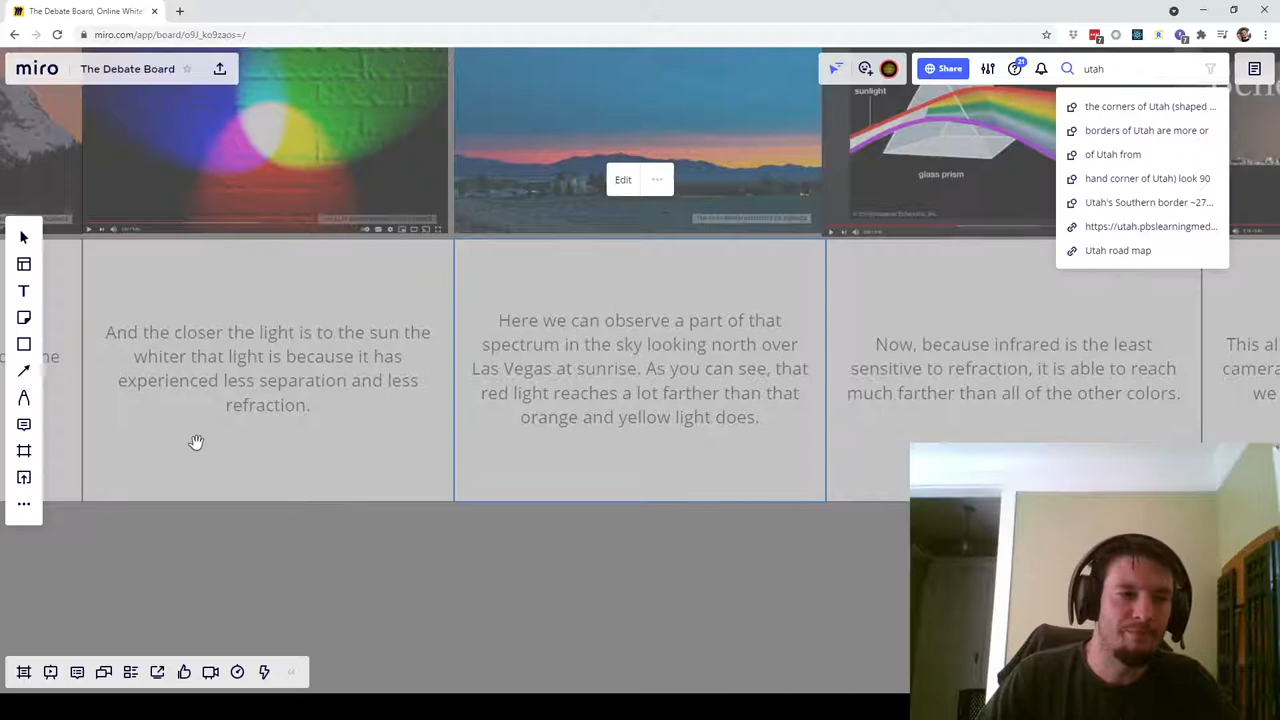 The Debate Board, Online White
miro.com/app/board/o9J_ko9zaos=/
7
7
miro
The Debate Board
Share
21
utah
the corners of Utah (shaped ...
borders of Utah are more or
of Utah from
hand corner of Utah) look 90
Utah's Southern border ~27...
https://utah.pbslearningmed...
Utah road map
sunlight
glass prism
Edit
And the closer the light is to the sun the
whiter that light is because it has
experienced less separation and less
refraction.
Here we can observe a part of that
spectrum in the sky looking north over
Las Vegas at sunrise. As you can see, that
red light reaches a lot farther than that
orange and yellow light does.
Now, because infrared is the least
sensitive to refraction, it is able to reach
much farther than all of the other colors.
This al
camera
we
T